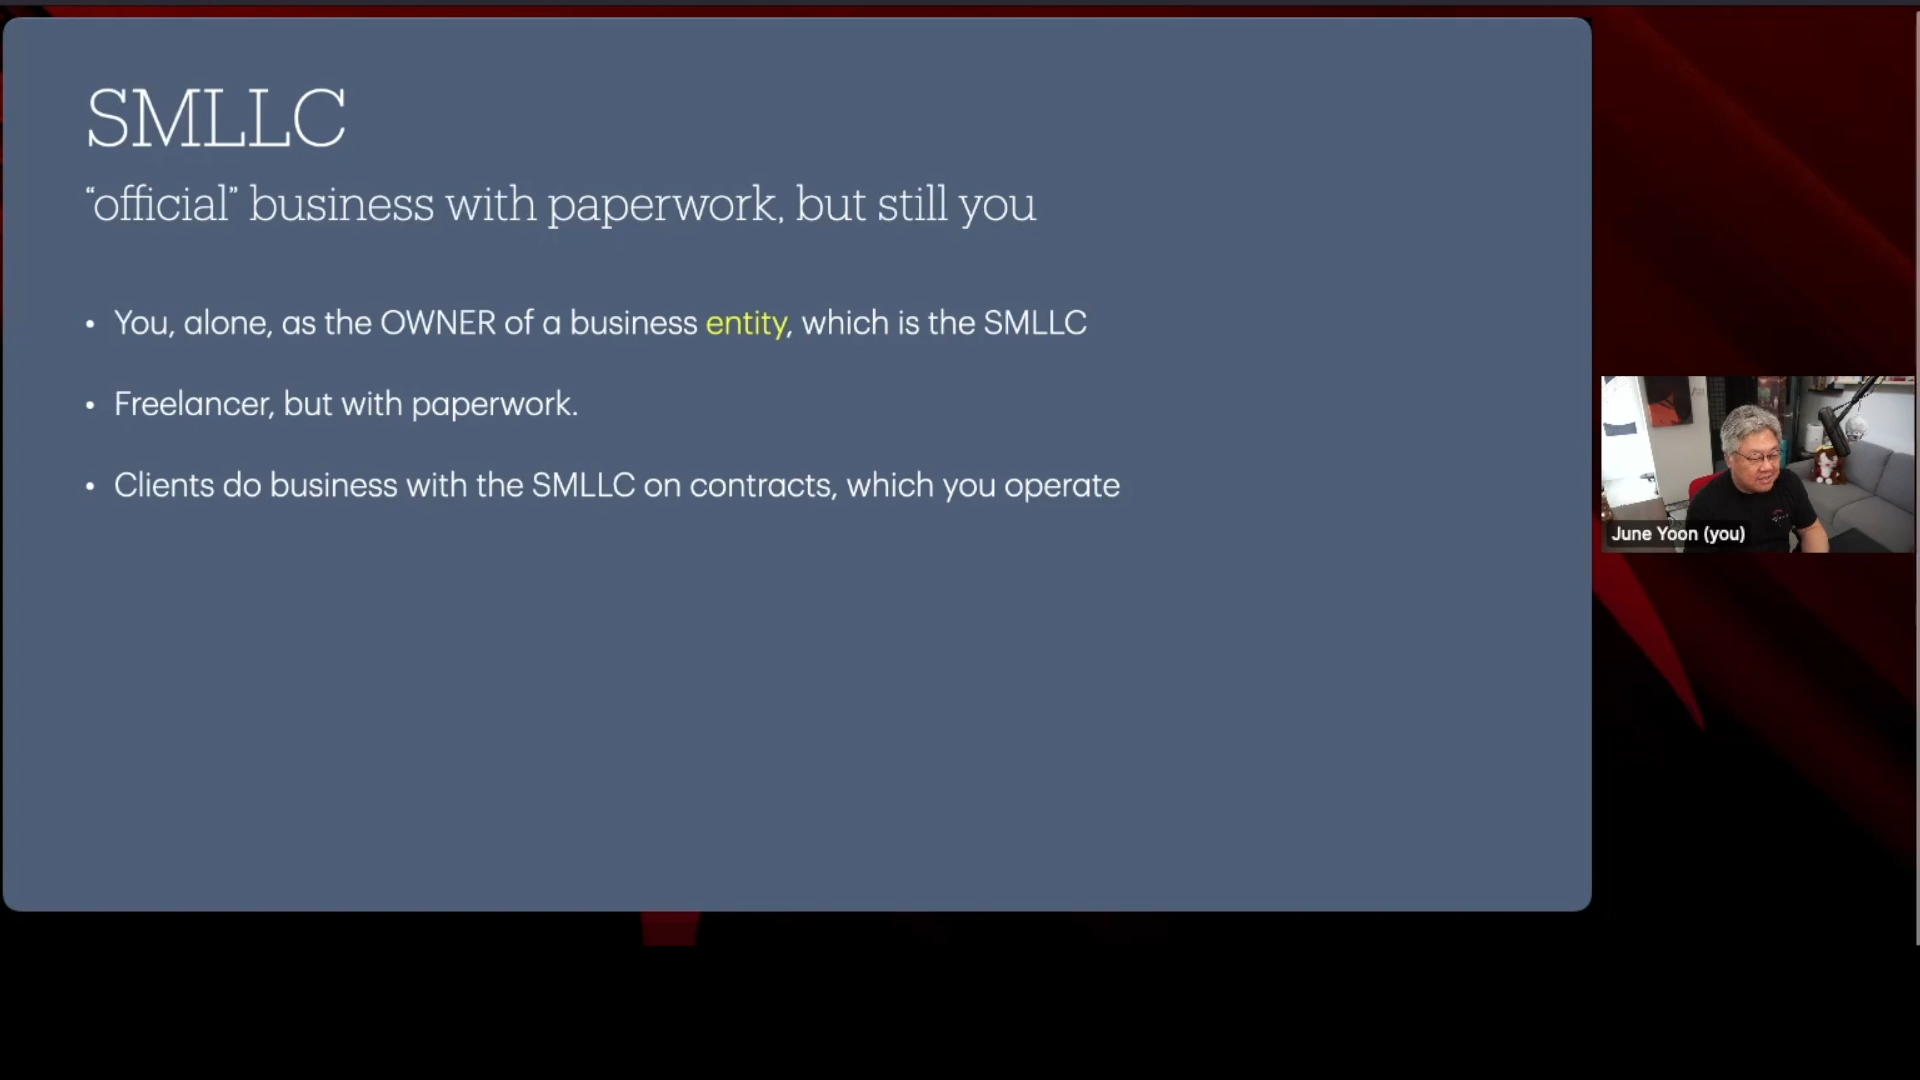 SMLLC
“official” business with paperwork, but still you
• You, alone, as the OWNER of a business entity, which is the SMLLC
• Freelancer, but with paperwork.
• Clients do business with the SMLLC on contracts, which you operate
June Yoon (you)